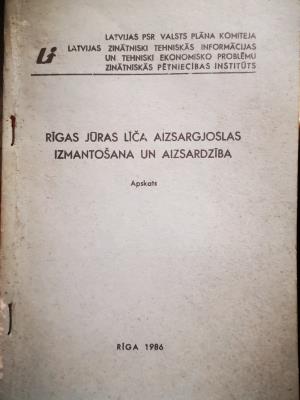 LATVIJAS PSR VALSTS PLĀNA KOMITEJA
LATVIJAS ZINĀTNISKI TEHNISKĀS INFORMĀCIJAS
UN TEHNISKI EKONOMISKO PROBLĒMU
ZINĀTNISKĀS PĒTNIECĪBAS INSTITŪTS
RĪGAS JŪRAS LĪČA AIZSARGJOSLAS
IZMANTOŠANA UN AIZSARDZĪBA
Apskats
RĪGA 1986